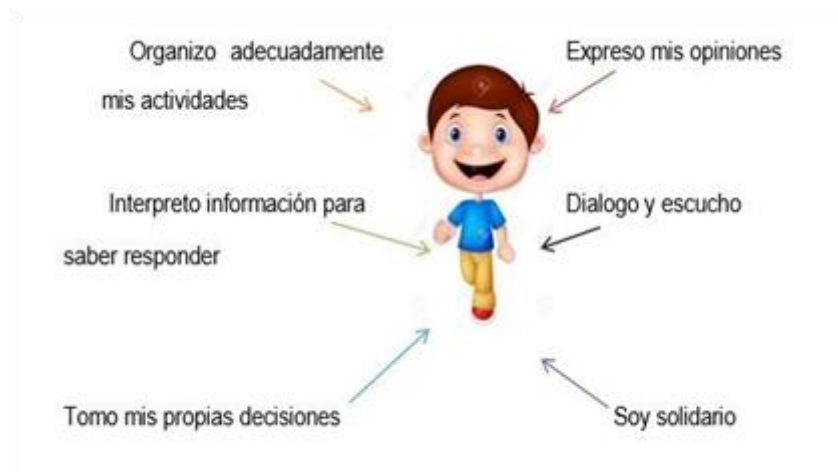 Organizo adecuadamente
mis actividades
Expreso mis opiniones
Interpreto información para
saber responder
Dialogo y escucho
Tomo mis propias decisiones
Soy solidario